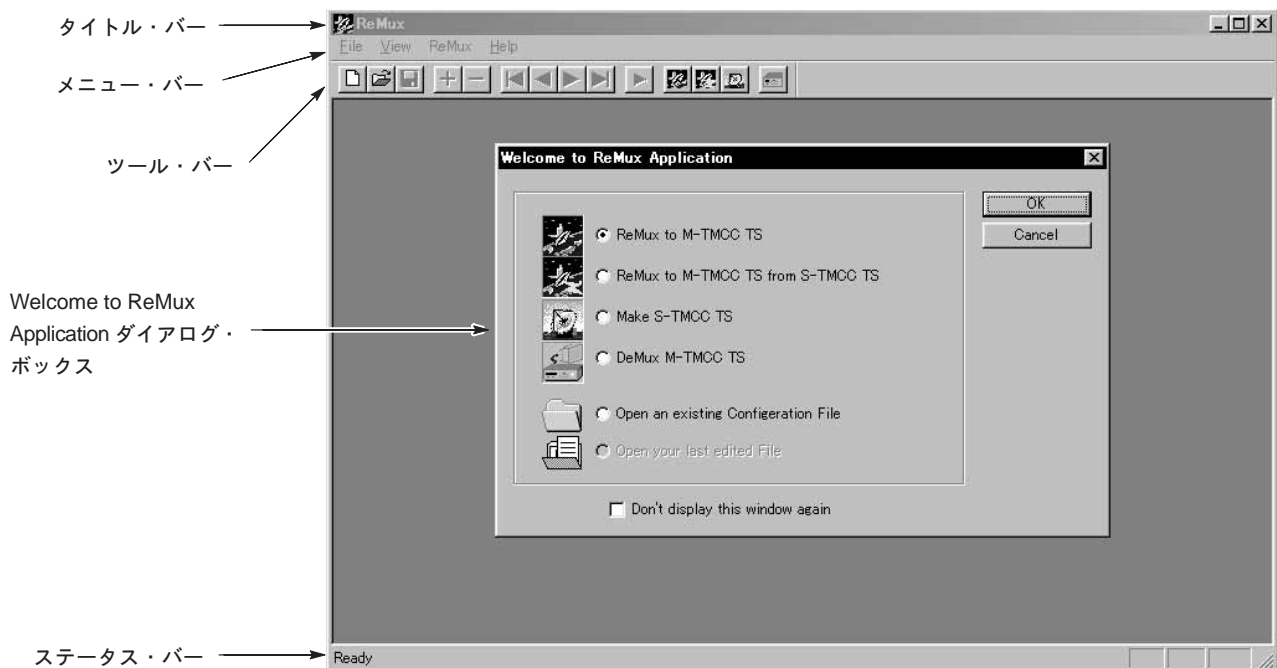 タイトル・バー
ReMux
File View ReMux Help
メニュー・バー
ツール・バー
Welcome to ReMux Application
OK
ReMux to M-TMCC TS
Cancel
ReMux to M-TMCC TS from S-TMCC TS
Make S-TMCC TS
DeMux M-TMCC TS
Open an existing Configeration File
Open your last edited File
Don't display this window again
Welcome to ReMux
Application ダイアログ・
ボックス
ステータス・バー
Ready